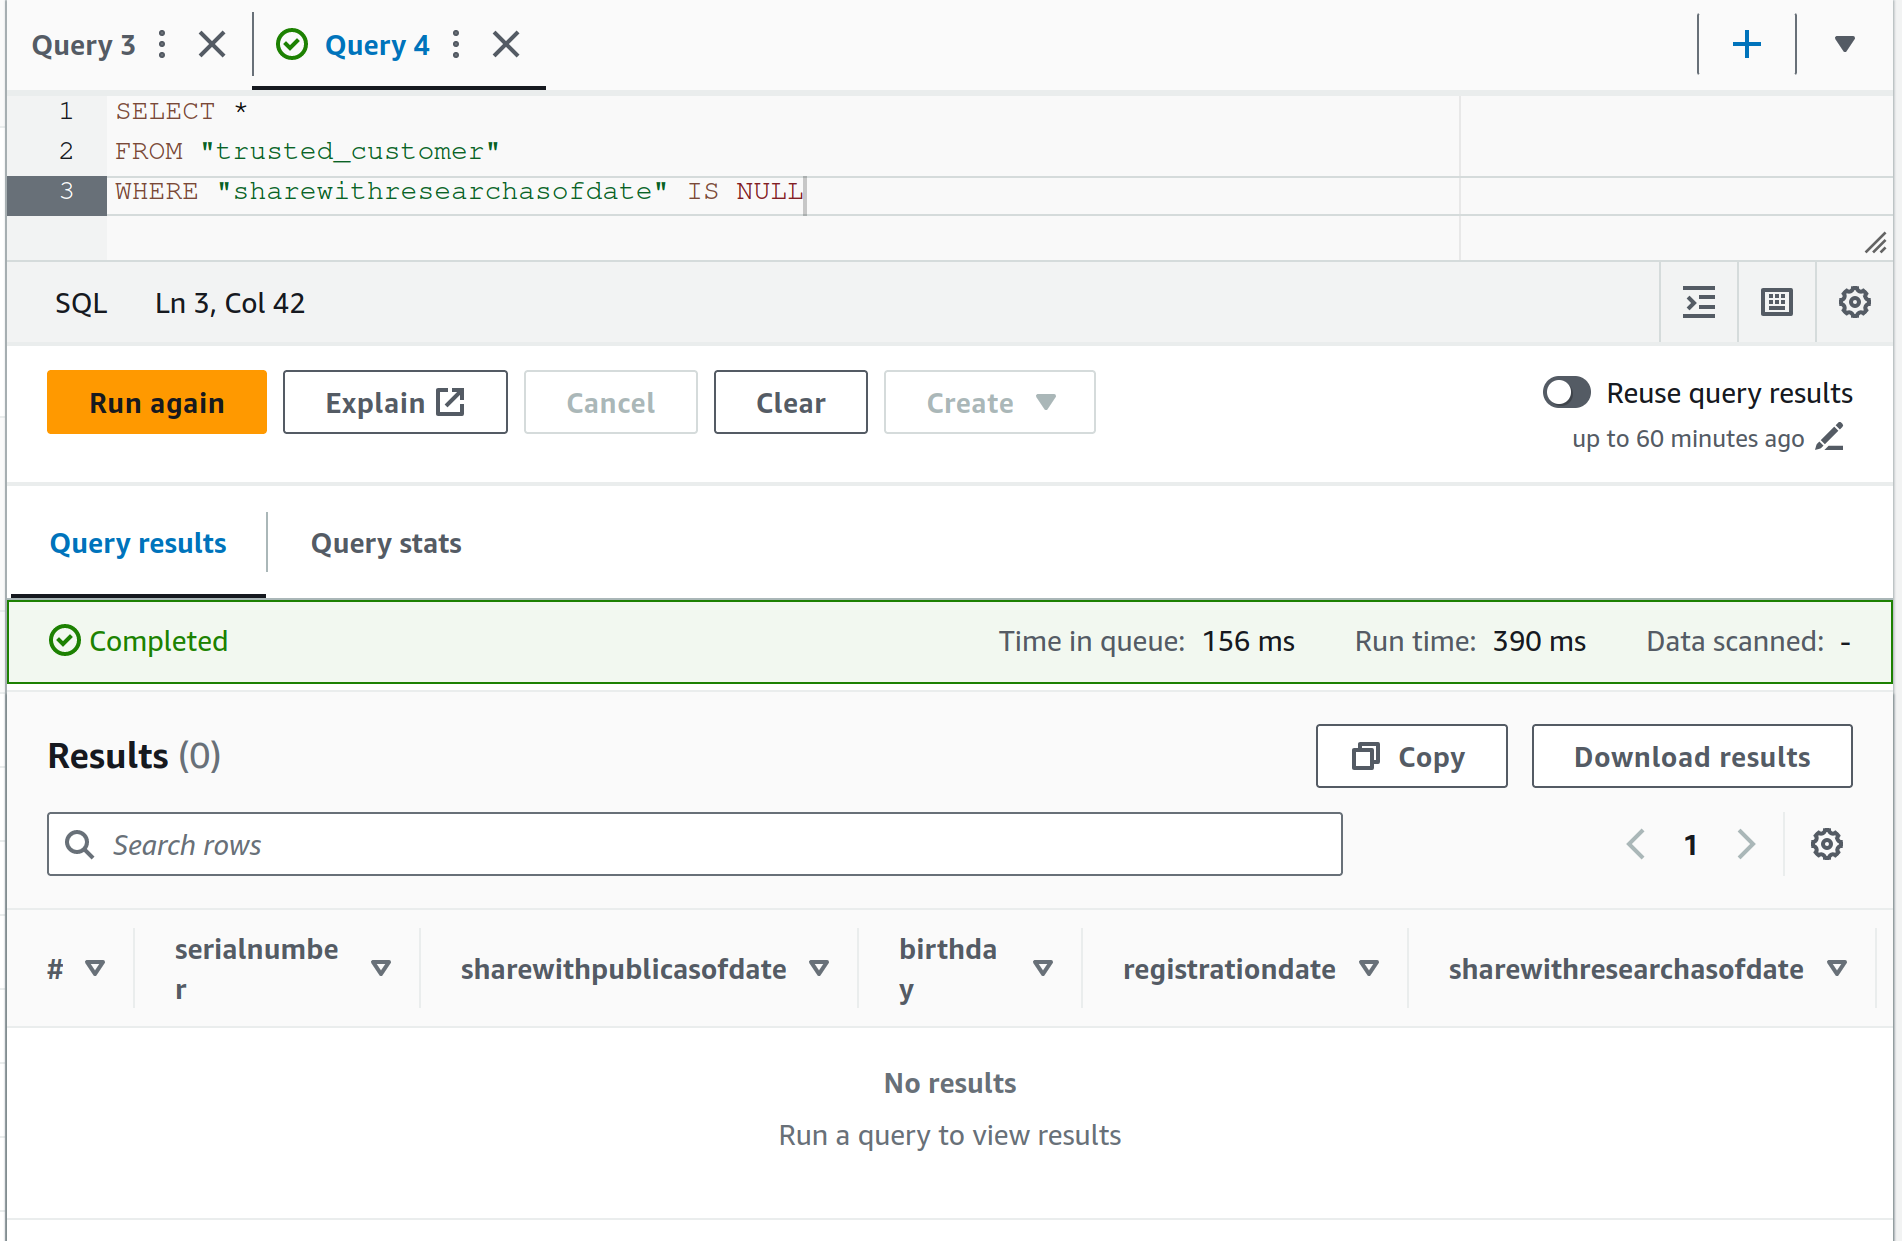 Query 3
Query 4
1 SELECT *
2 FROM "trusted_customer"
3 WHERE "sharewithresearchasofdate" IS NULL
SQL Ln 3, Col 42
Run again Explain Cancel Clear Create
Reuse query results
up to 60 minutes ago
Query results Query stats
Completed Time in queue: 156 ms Run time: 390 ms Data scanned: -
Results (0) Copy Download results
Search rows 1
# serialnumbe
r sharewithpublicasofdate birthda
y registrationdate sharewithresearchasofdate
No results
Run a query to view results